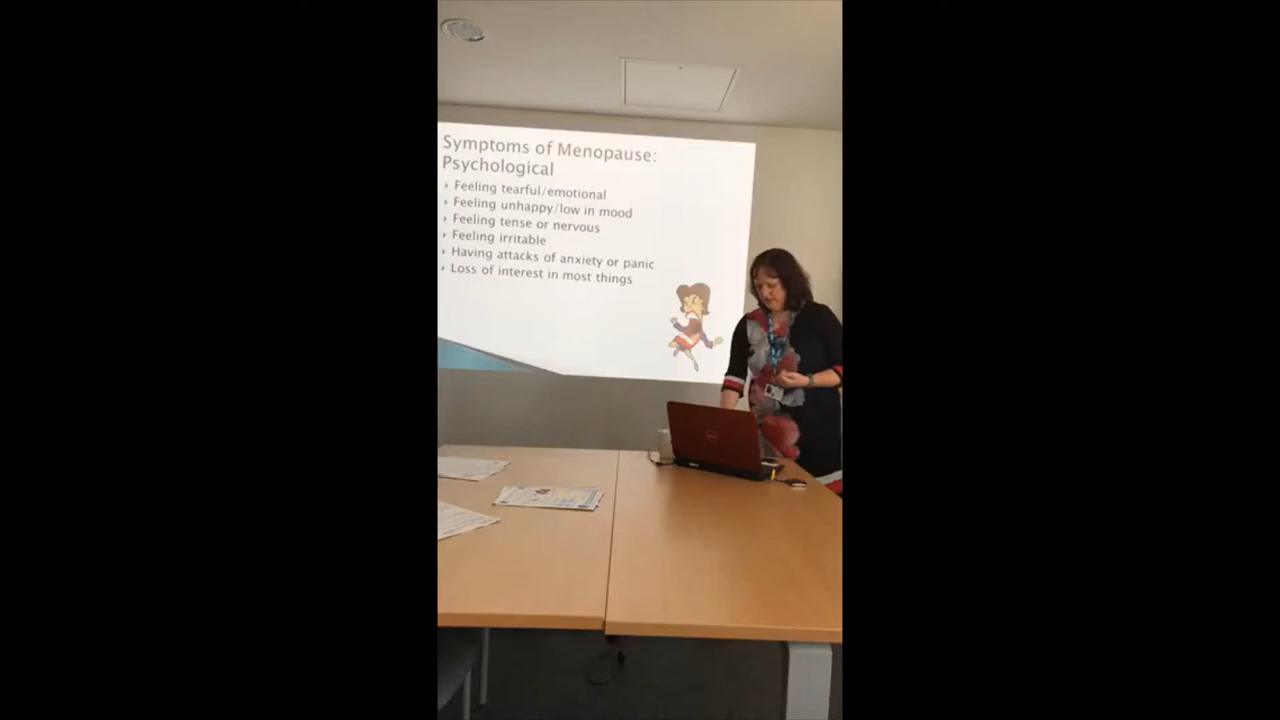 Symptoms of Menopause:
Psychological
Feeling tearful/emotional
Feeling unhappy/low in mood
Feeling tense or nervous
Feeling irritable
Having attacks of anxiety or panic
Loss of interest in most things